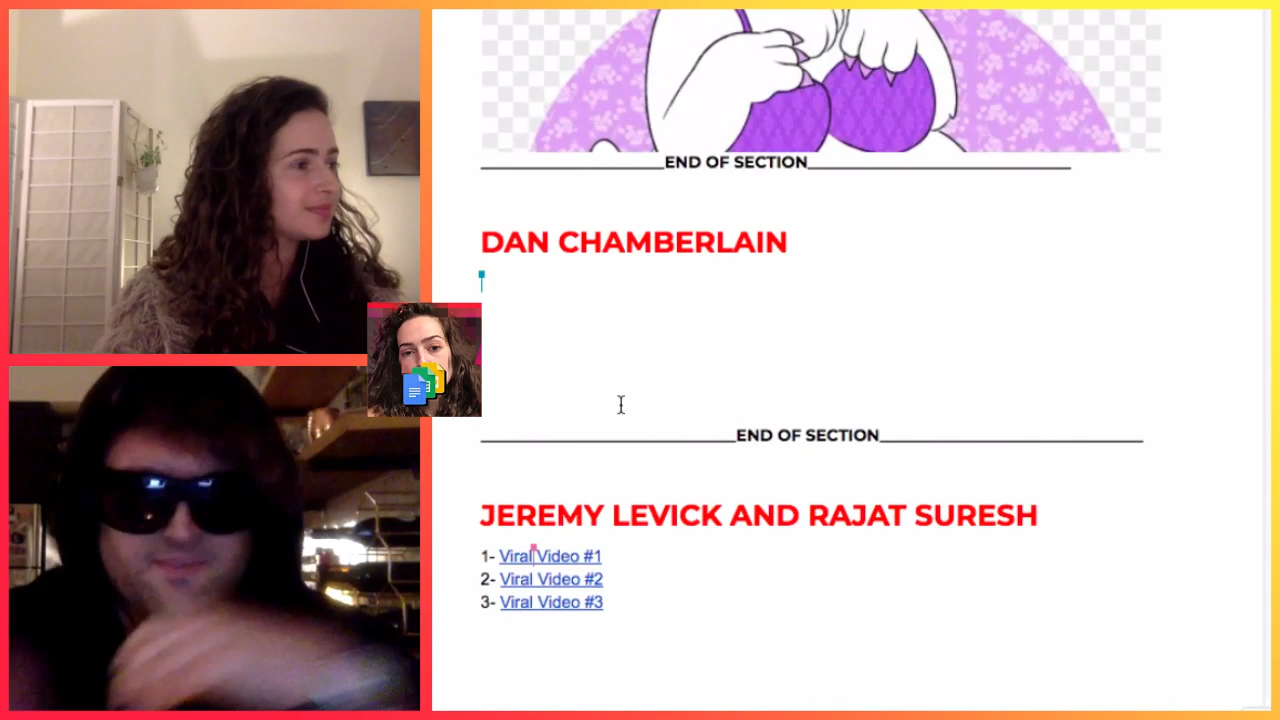 END OF SECTION
DAN CHAMBERLAIN
END OF SECTION
JEREMY LEVICK AND RAJAT SURESH
1- Viral Video #1
2- Viral Video #2
3- Viral Video #3